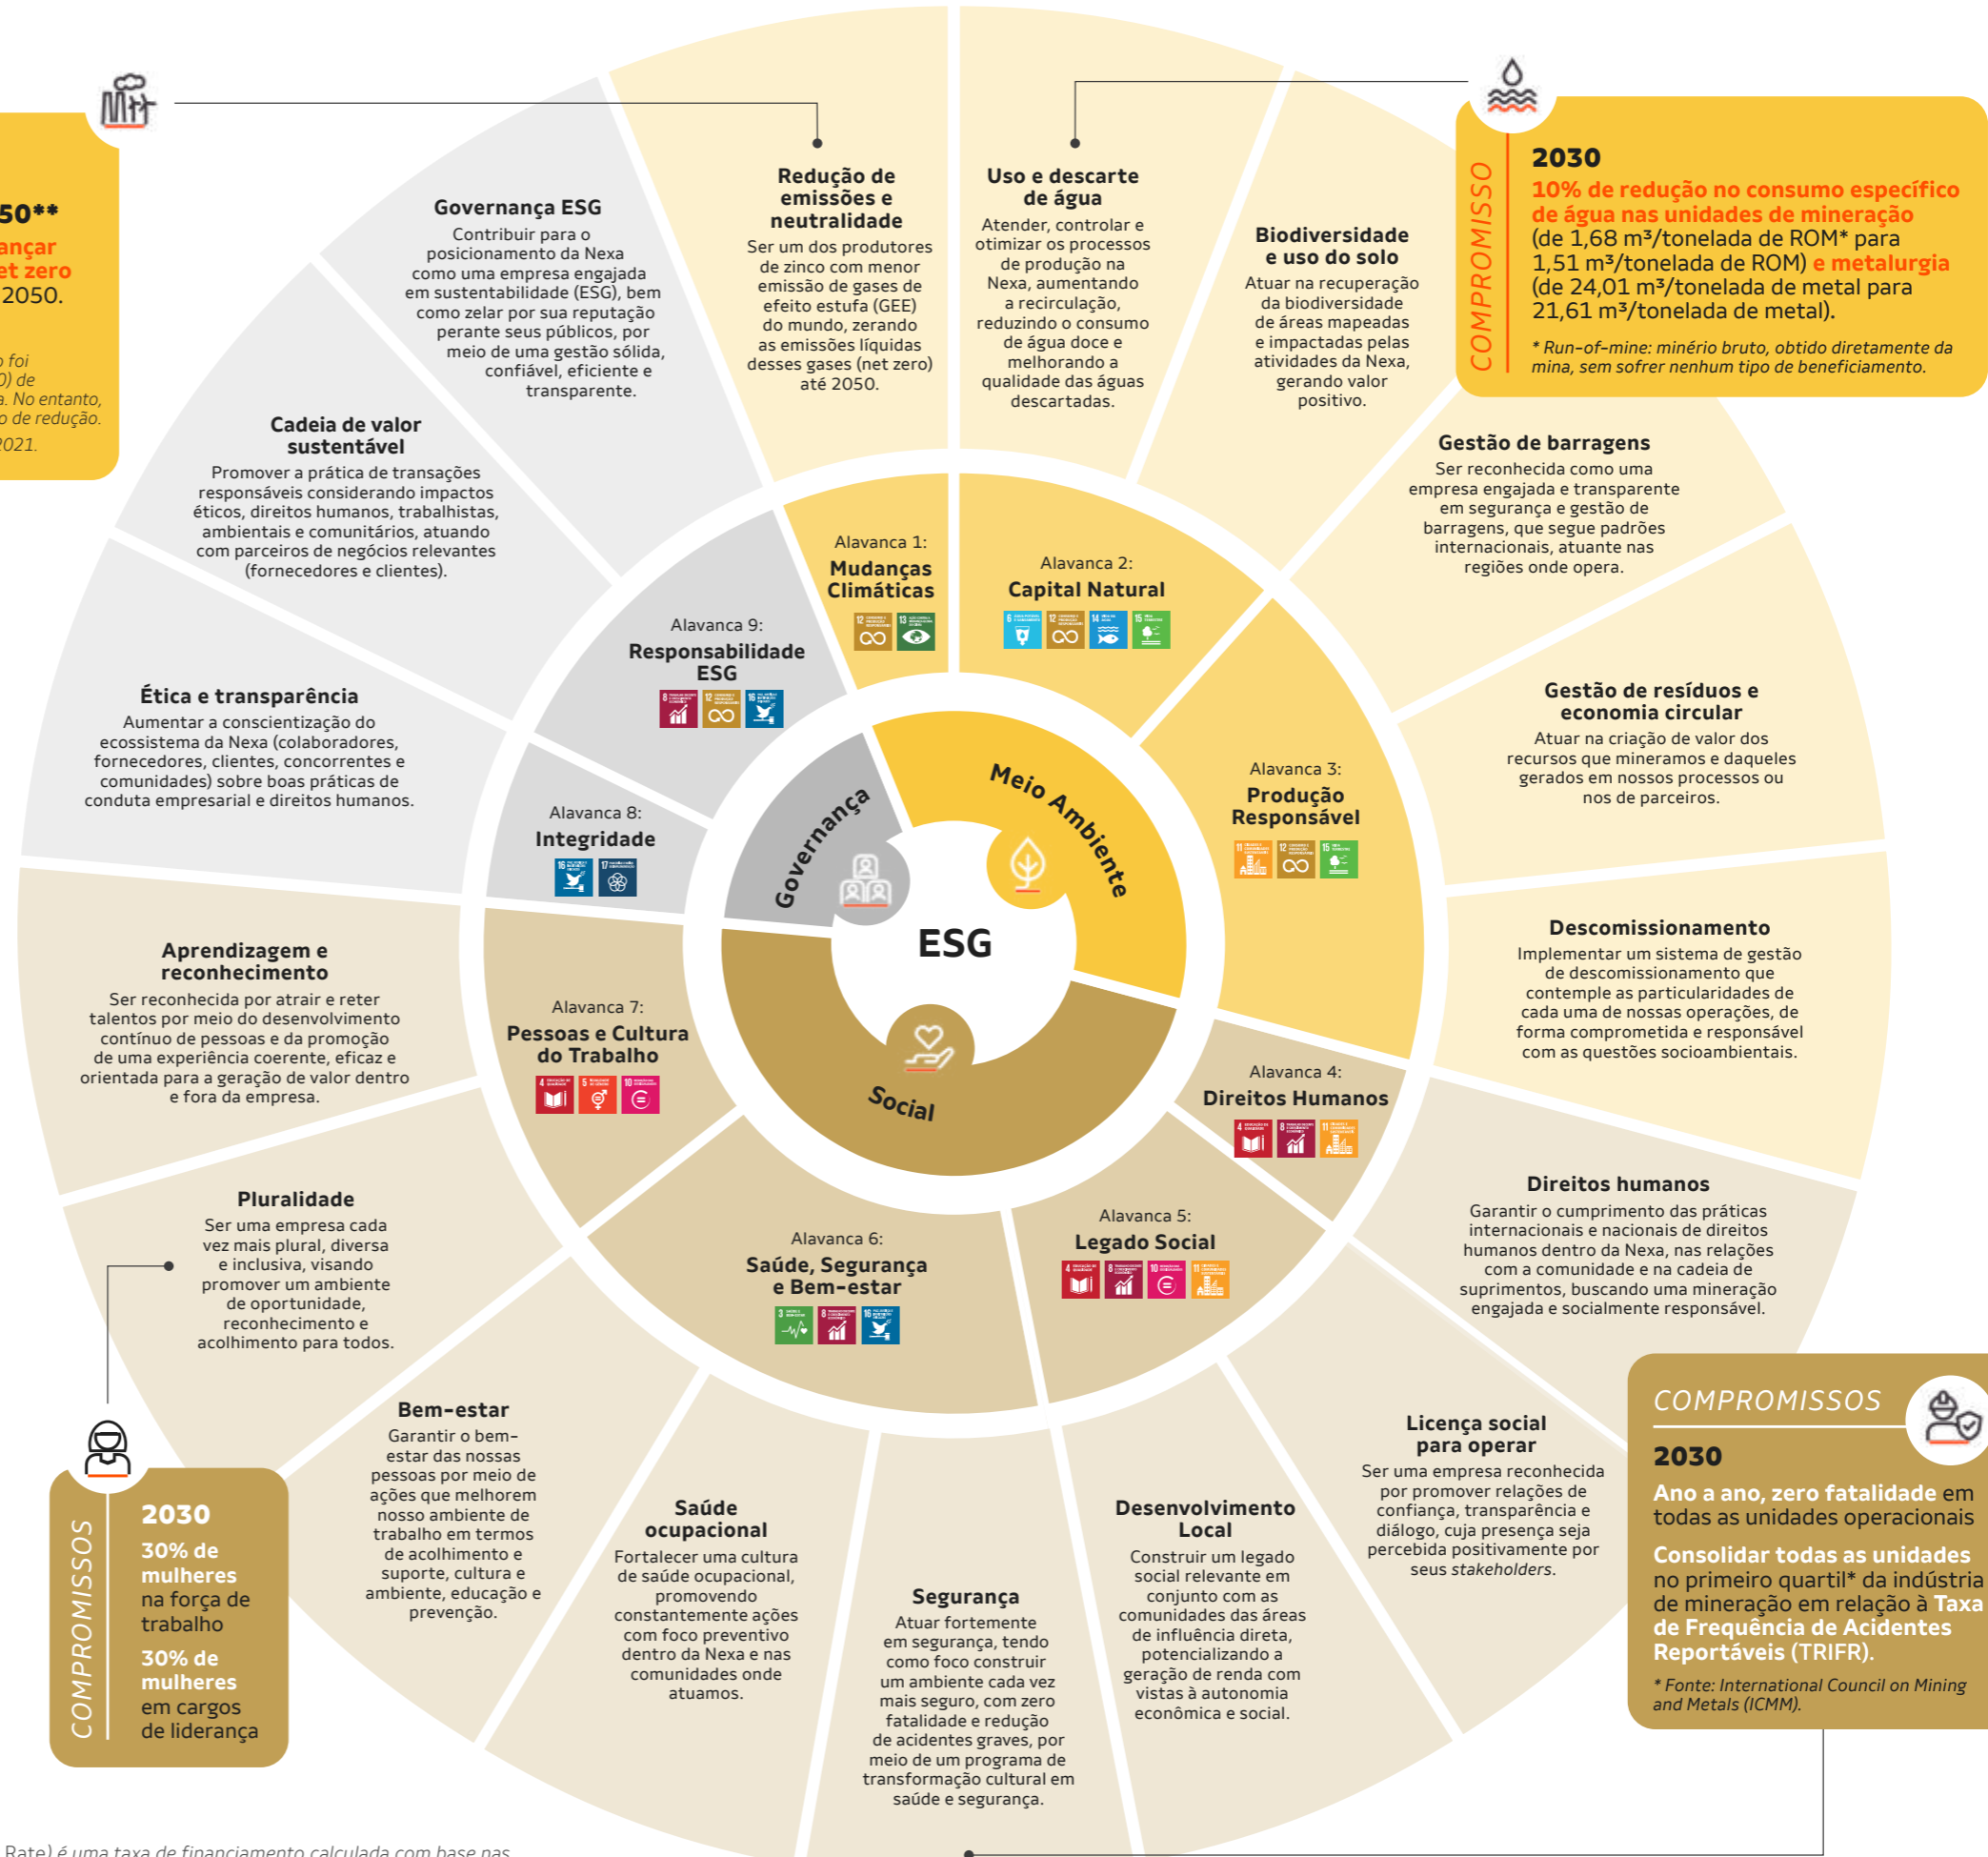 50**
ançar
et zero
2050.
o foi
0) de
a. No entanto,
o de redução.
2021.
COMPROMISSO
2030
10% de redução no consumo específico
de água nas unidades de mineração
(de 1,68 m³/tonelada de ROM* para
1,51 m³/tonelada de ROM) e metalurgia
(de 24,01 m³/tonelada de metal para
21,61 m³/tonelada de metal).
* Run-of-mine: minério bruto, obtido diretamente da
mina, sem sofrer nenhum tipo de beneficiamento.
Redução de
emissões e
neutralidade
Ser um dos produtores
de zinco com menor
emissão de gases de
efeito estufa (GEE)
do mundo, zerando
as emissões líquidas
desses gases (net zero)
até 2050.
Uso e descarte
de água
Atender, controlar e
otimizar os processos
de produção na
Nexa, aumentando
a recirculação,
reduzindo o consumo
de água doce e
melhorando a
qualidade das águas
descartadas.
Biodiversidade
e uso do solo
Atuar na recuperação
da biodiversidade
de áreas mapeadas
e impactadas pelas
atividades da Nexa,
gerando valor
positivo.
Gestão de barragens
Ser reconhecida como uma
empresa engajada e transparente
em segurança e gestão de
barragens, que segue padrões
internacionais, atuante nas
regiões onde opera.
Gestão de resíduos e
economia circular
Atuar na criação de valor dos
recursos que mineramos e daqueles
gerados em nossos processos ou
nos de parceiros.
Descomissionamento
Implementar um sistema de gestão
de descomissionamento que
contemple as particularidades de
cada uma de nossas operações, de
forma comprometida e responsável
com as questões socioambientais.
Direitos humanos
Garantir o cumprimento das práticas
internacionais e nacionais de direitos
humanos dentro da Nexa, nas relações
com a comunidade e na cadeia de
suprimentos, buscando uma mineração
engajada e socialmente responsável.
Licença social
para operar
Ser uma empresa reconhecida
por promover relações de
confiança, transparência e
diálogo, cuja presença seja
percebida positivamente por
seus stakeholders.
Desenvolvimento
Local
Construir um legado
social relevante em
conjunto com as
comunidades das áreas
de influência direta,
potencializando a
geração de renda com
vistas à autonomia
econômica e social.
Segurança
Atuar fortemente
em segurança, tendo
como foco construir
um ambiente cada vez
mais seguro, com zero
fatalidade e redução
de acidentes graves, por
meio de um programa de
transformação cultural em
saúde e segurança.
Saúde
ocupacional
Fortalecer uma cultura
de saúde ocupacional,
promovendo
constantemente ações
com foco preventivo
dentro da Nexa e nas
comunidades onde
atuamos.
Bem-estar
Garantir o bem-
estar das nossas
pessoas por meio de
ações que melhorem
nosso ambiente de
trabalho em termos
de acolhimento e
suporte, cultura e
ambiente, educação e
prevenção.
Pluralidade
Ser uma empresa cada
vez mais plural, diversa
e inclusiva, visando
promover um ambiente
de oportunidade,
reconhecimento e
acolhimento para todos.
Aprendizagem e
reconhecimento
Ser reconhecida por atrair e reter
talentos por meio do desenvolvimento
contínuo de pessoas e da promoção
de uma experiência coerente, eficaz e
orientada para a geração de valor dentro
e fora da empresa.
Ética e transparência
Aumentar a conscientização do
ecossistema da Nexa (colaboradores,
fornecedores, clientes, concorrentes e
comunidades) sobre boas práticas de
conduta empresarial e direitos humanos.
Cadeia de valor
sustentável
Promover a prática de transações
responsáveis considerando impactos
éticos, direitos humanos, trabalhistas,
ambientais e comunitários, atuando
com parceiros de negócios relevantes
(fornecedores e clientes).
Governança ESG
Contribuir para o
posicionamento da Nexa
como uma empresa engajada
em sustentabilidade (ESG), bem
como zelar por sua reputação
perante seus públicos, por
meio de uma gestão sólida,
confiável, eficiente e
transparente.
Alavanca 1:
Mudanças
Climáticas
12
13
Alavanca 2:
Capital Natural
6
12
14
15
Alavanca 3:
Produção
Responsável
11
12
15
Alavanca 4:
Direitos Humanos
4
8
11
Alavanca 5:
Legado Social
4
8
10
11
Alavanca 6:
Saúde, Segurança
e Bem-estar
3
8
16
Alavanca 7:
Pessoas e Cultura
do Trabalho
4
5
10
Alavanca 8:
Integridade
16
17
Alavanca 9:
Responsabilidade
ESG
8
12
16
Governança
Meio Ambiente
Social
ESG
COMPROMISSOS
2030
30% de
mulheres
na força de
trabalho
30% de
mulheres
em cargos
de liderança
COMPROMISSOS
2030
Ano a ano, zero fatalidade em
todas as unidades operacionais
Consolidar todas as unidades
no primeiro quartil* da indústria
de mineração em relação à Taxa
de Frequência de Acidentes
Reportáveis (TRIFR).
* Fonte: International Council on Mining
and Metals (ICMM).
Rate) é uma taxa de financiamento calculada com base nas